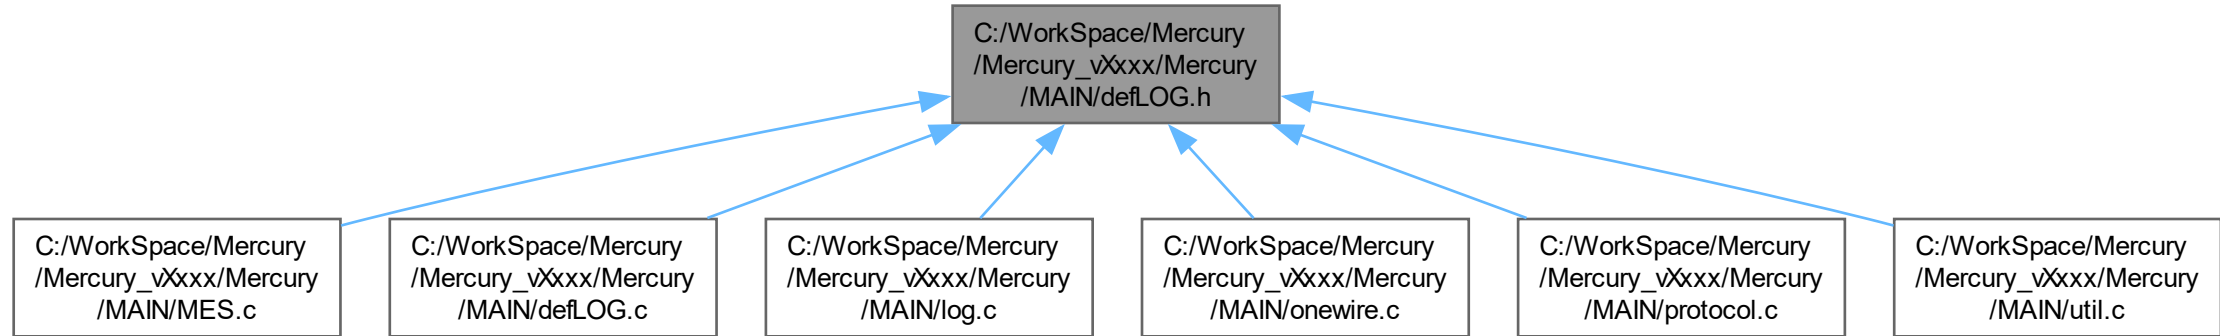 C:/WorkSpace/Mercury
/Mercury_vXxxx/Mercury
/MAIN/defLOG.h
C:/WorkSpace/Mercury
/Mercury_vXxxx/Mercury
/MAIN/MES.c
C:/WorkSpace/Mercury
/Mercury_vXxxx/Mercury
/MAIN/defLOG.c
C:/WorkSpace/Mercury
/Mercury_vXxxx/Mercury
/MAIN/log.c
C:/WorkSpace/Mercury
/Mercury_vXxxx/Mercury
/MAIN/onewire.c
C:/WorkSpace/Mercury
/Mercury_vXxxx/Mercury
/MAIN/protocol.c
C:/WorkSpace/Mercury
/Mercury_vXxxx/Mercury
/MAIN/util.c